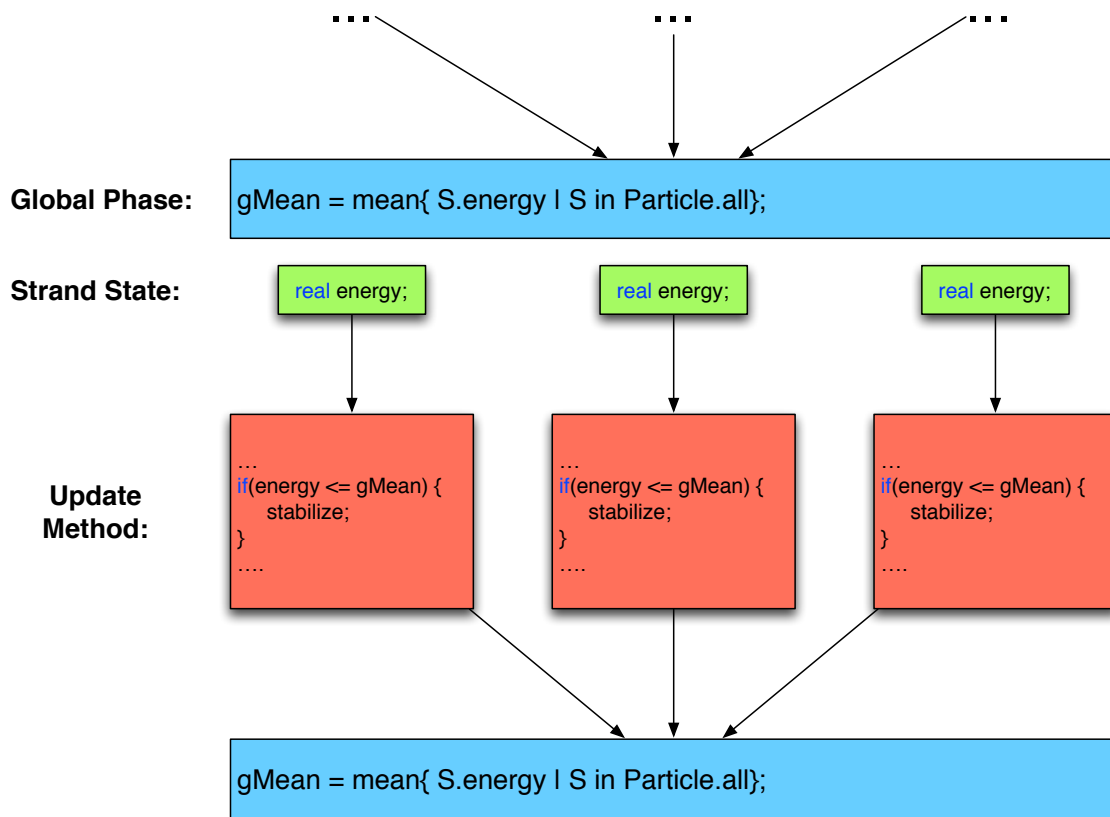 ... ... ...
Global Phase:
gMean = mean{ S.energy | S in Particle.all};
Strand State:
real energy; real energy; real energy;
Update
Method:
...
if(energy <= gMean) {
stabilize;
}
....
...
if(energy <= gMean) {
stabilize;
}
....
...
if(energy <= gMean) {
stabilize;
}
....
gMean = mean{ S.energy | S in Particle.all};